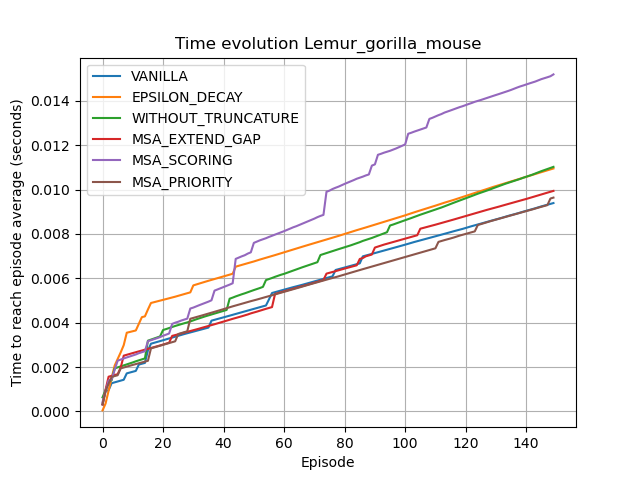 Time evolution Lemur_gorilla_mouse
Time to reach episode average (seconds)
0.014
0.012
0.010
0.008
0.006
0.004
0.002
0.000
VANILLA
EPSILON_DECAY
WITHOUT_TRUNCATURE
MSA_EXTEND_GAP
MSA_SCORING
MSA_PRIORITY
0 20 40 60 80 100 120 140
Episode